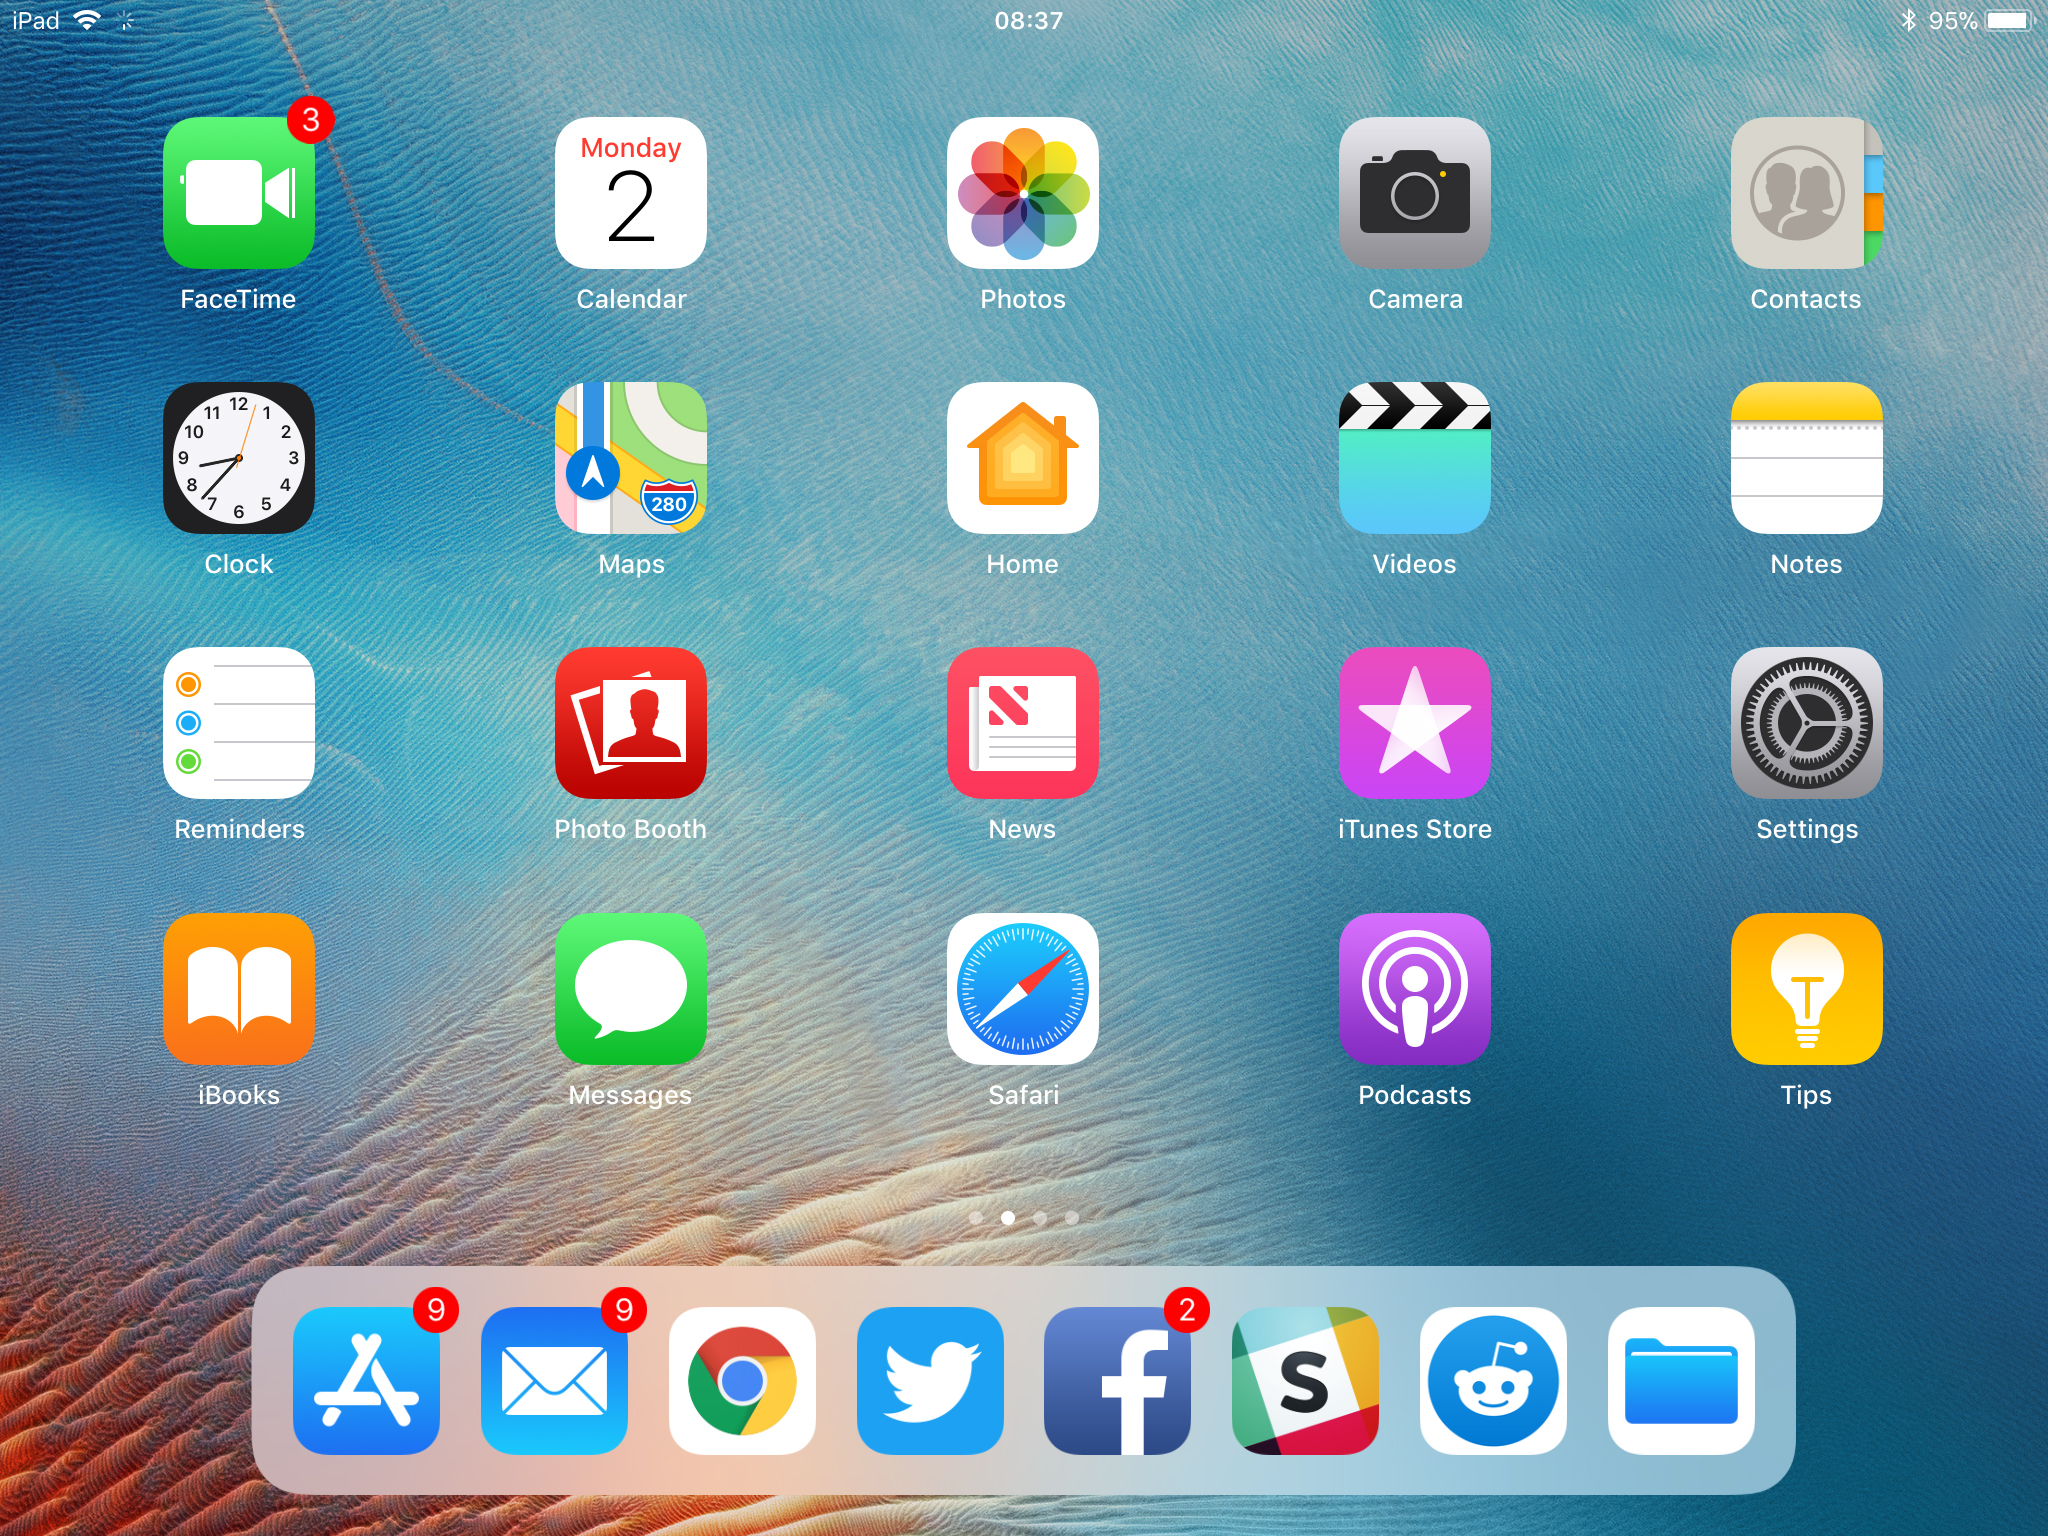 iPad 08:37 95%
3
Monday
2
FaceTime Calendar Photos Camera Contacts
12
11 1
10 2
9 3
8 4
7 5
6
280
Clock Maps Home Videos Notes
Reminders Photo Booth News iTunes Store Settings
iBooks Messages Safari Podcasts Tips
9 9 2
f S